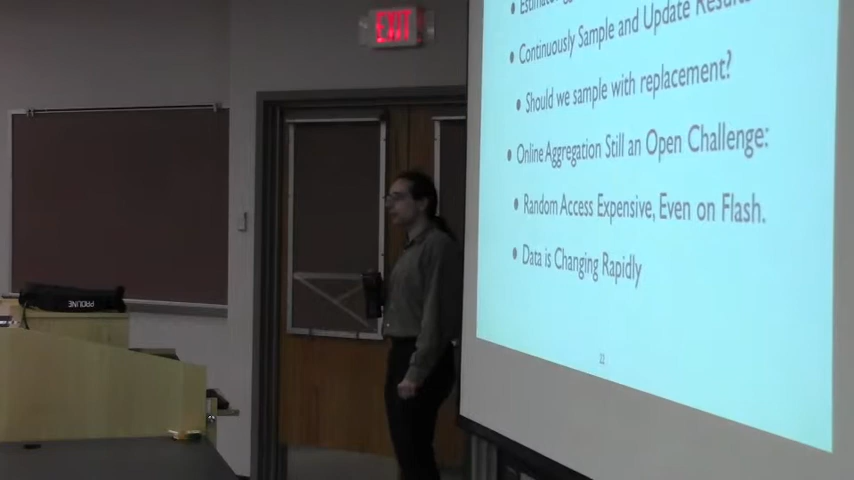 EXIT
• Continuously Sample and Update Results
• Should we sample with replacement?
• Online Aggregation Still an Open Challenge:
• Random Access Expensive, Even on Flash.
• Data is Changing Rapidly
PROLINE